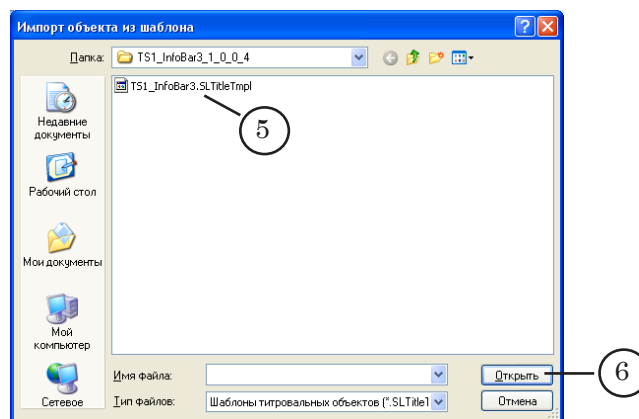 Импорт объекта из шаблона
Папка: TS1_InfoBar3_1_0_0_4
TS1_InfoBar3.SLTitleTmpl
5
Недавние
документы
Рабочий стол
Мои документы
Мой
компьютер
Сетевое
Имя файла:
Открыть
6
Тип файлов: Шаблоны титровальных объектов (*.SLTitleT
Отмена